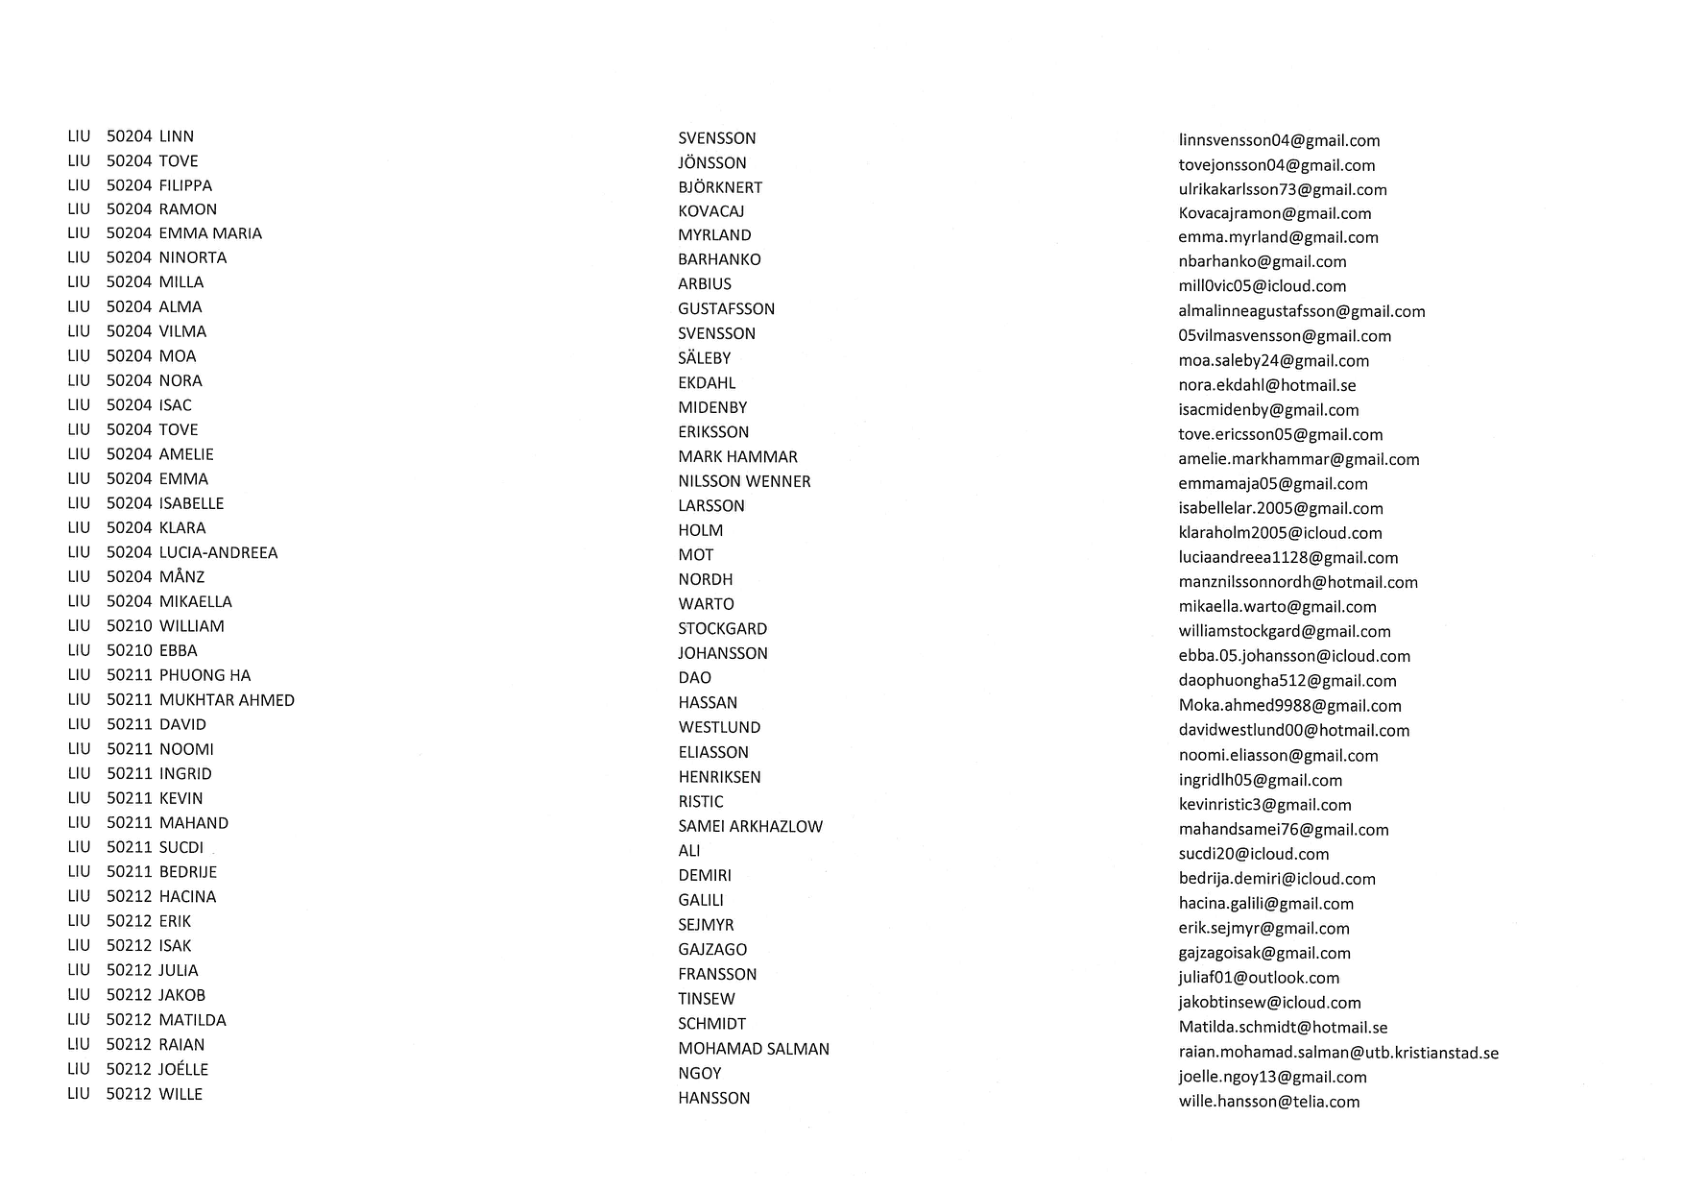 LIU 50204 LINN SVENSSON linnsvensson04@gmail.com
LIU 50204 TOVE JÖNSSON tovejonsson04@gmail.com
LIU 50204 FILIPPA BJÖRKNERT ulrikakarlsson73@gmail.com
LIU 50204 RAMON KOVACAJ Kovacajramon@gmail.com
LIU 50204 EMMA MARIA MYRLAND emma.myrland@gmail.com
LIU 50204 NINORTA BARHANKO nbarhanko@gmail.com
LIU 50204 MILLA ARBIUS mill0vic05@icloud.com
LIU 50204 ALMA GUSTAFSSON almalinneagustafsson@gmail.com
LIU 50204 VILMA SVENSSON 05vilmasvensson@gmail.com
LIU 50204 MOA SÄLEBY moa.saleby24@gmail.com
LIU 50204 NORA EKDAHL nora.ekdahl@hotmail.se
LIU 50204 ISAC MIDENBY isacmidenby@gmail.com
LIU 50204 TOVE ERIKSSON tove.ericsson05@gmail.com
LIU 50204 AMELIE MARK HAMMAR amelie.markhammar@gmail.com
LIU 50204 EMMA NILSSON WENNER emmamaja05@gmail.com
LIU 50204 ISABELLE LARSSON isabellelar.2005@gmail.com
LIU 50204 KLARA HOLM klaraholm2005@icloud.com
LIU 50204 LUCIA-ANDREEA MOT luciaandreea1128@gmail.com
LIU 50204 MÅNZ NORDH manznilssonnordh@hotmail.com
LIU 50204 MIKAELLA WARTO mikaella.warto@gmail.com
LIU 50210 WILLIAM STOCKGARD williamstockgard@gmail.com
LIU 50210 EBBA JOHANSSON ebba.05.johansson@icloud.com
LIU 50211 PHUONG HA DAO daophuongha512@gmail.com
LIU 50211 MUKHTAR AHMED HASSAN Moka.ahmed9988@gmail.com
LIU 50211 DAVID WESTLUND davidwestlund00@hotmail.com
LIU 50211 NOOMI ELIASSON noomi.eliasson@gmail.com
LIU 50211 INGRID HENRIKSEN ingridlh05@gmail.com
LIU 50211 KEVIN RISTIC kevinristic3@gmail.com
LIU 50211 MAHAND SAMEI ARKHAZLOW mahandsamei76@gmail.com
LIU 50211 SUCDI ALI sucdi20@icloud.com
LIU 50211 BEDRIJE DEMIRI bedrija.demiri@icloud.com
LIU 50212 HACINA GALILI hacina.galili@gmail.com
LIU 50212 ERIK SEJMYR erik.sejmyr@gmail.com
LIU 50212 ISAK GAJZAGO gajzagoisak@gmail.com
LIU 50212 JULIA FRANSSON juliaf01@outlook.com
LIU 50212 JAKOB TINSEW jakobtinsew@icloud.com
LIU 50212 MATILDA SCHMIDT Matilda.schmidt@hotmail.se
LIU 50212 RAIAN MOHAMAD SALMAN raian.mohamad.salman@utb.kristianstad.se
LIU 50212 JOÉLLE NGOY joelle.ngoy13@gmail.com
LIU 50212 WILLE HANSSON wille.hansson@telia.com